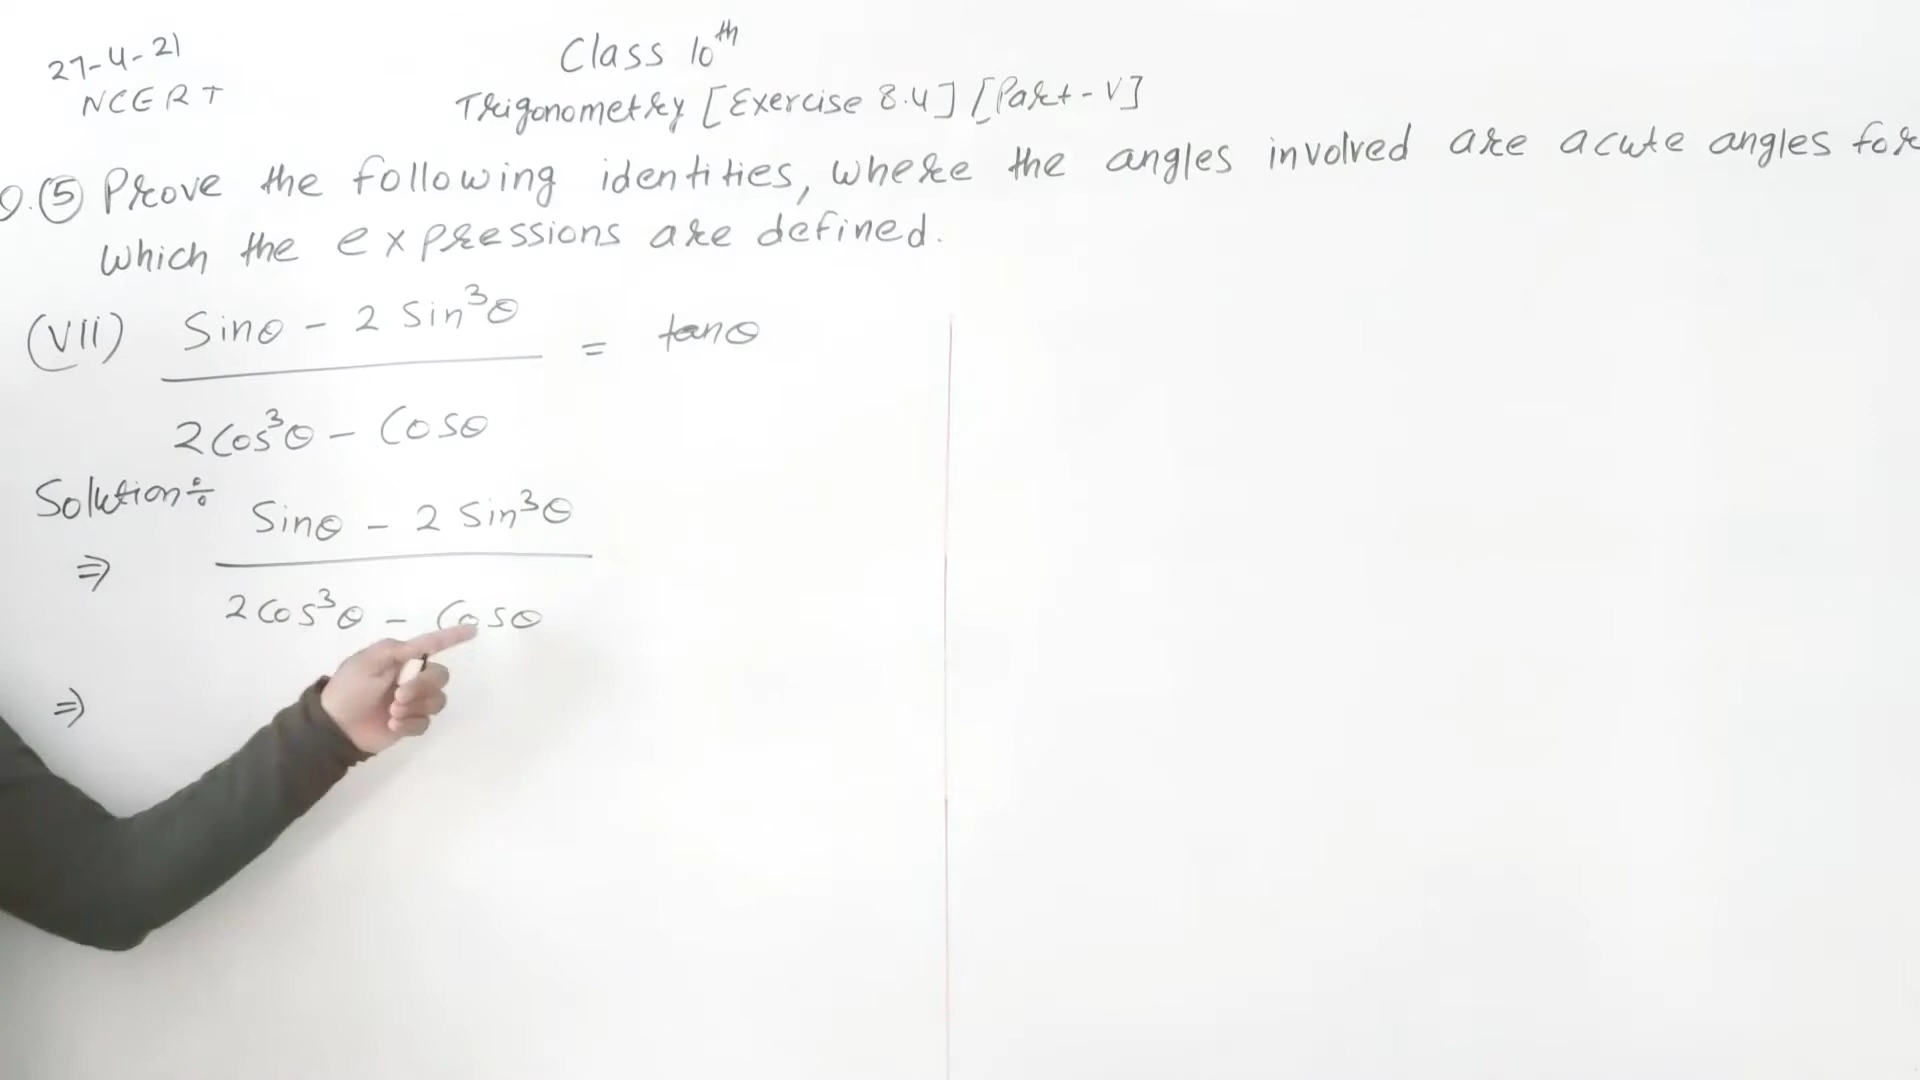 27-4-21
NCERT
Class 10th
Trigonometry [Exercise 8.4] [Part-V]
Q.⑤ Prove the following identities, where the angles involved are acute angles for
which the expressions are defined.
(VII) Sinθ - 2 Sin³θ = tanθ
2Cos³θ - Cosθ
Solution÷
⇒ Sinθ - 2 Sin³θ
2Cos³θ - Cosθ
⇒